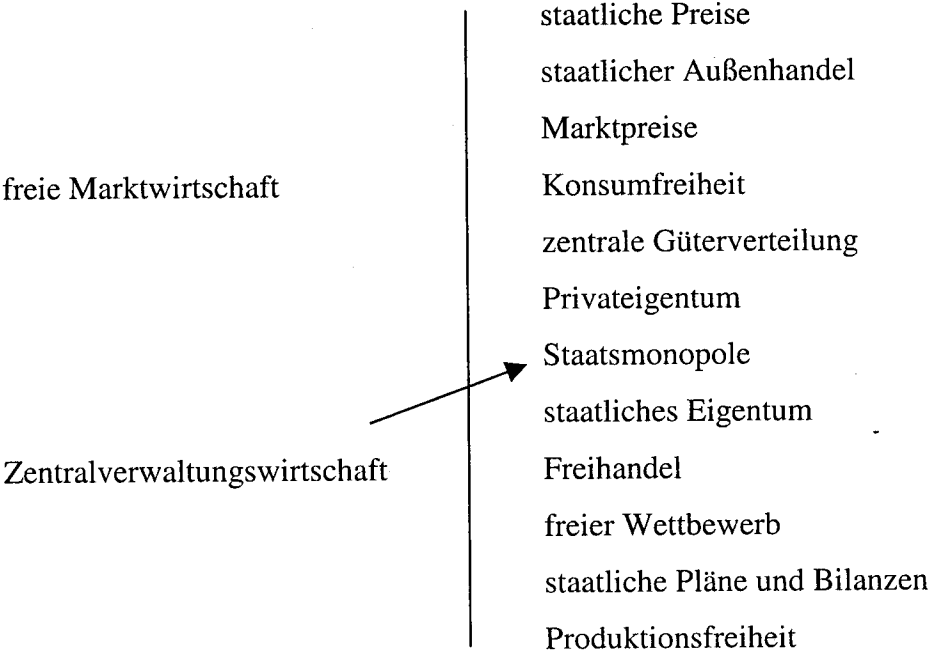 staatliche Preise
staatlicher Außenhandel
Marktpreise
freie Marktwirtschaft
Konsumfreiheit
zentrale Güterverteilung
Privateigentum
Staatsmonopole
staatliches Eigentum
Zentralverwaltungswirtschaft
Freihandel
freier Wettbewerb
staatliche Pläne und Bilanzen
Produktionsfreiheit